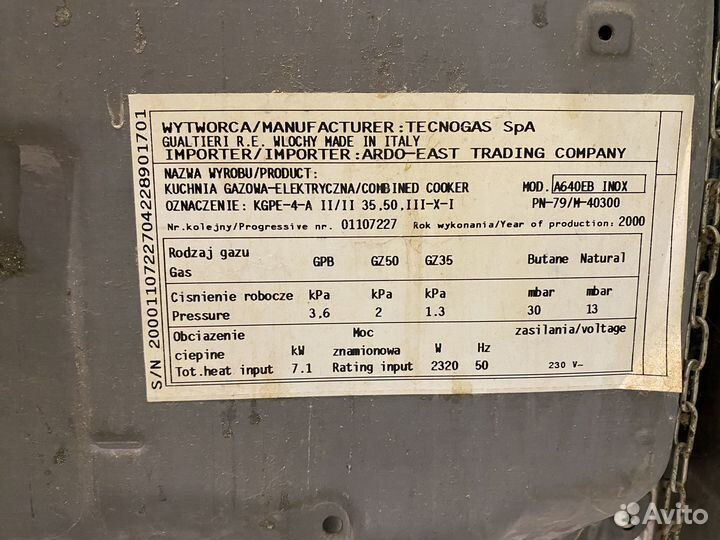 WYTWORCA/MANUFACTURER :TECNOGAS SpA
GUALTIERI R.E. WLOCHY MADE IN ITALY
IMPORTER/IMPORTER :ARDO-EAST TRADING COMPANY
NAZWA WYROBU/PRODUCT:
KUCHNIA GAZOWA-ELEKTRYCZNA/COMBINED COOKER MOD. A640EB INOX
OZNACZENIE: KGPE-4-A II/II 35.50.III-X-I PN-79/M-40300
Nr.kolejny/Progressive nr. 01107227 Rok wykonania/Year of production: 2000
Rodzaj gazu
Gas GPB GZ50 GZ35 Butane Natural
Cisnienie robocze kPa kPa kPa mbar mbar
Pressure 3,6 2 1.3 30 13
Obciazenie Moc zasilania/voltage
ciepine kW znamionowa W Hz
Tot.heat input 7.1 Rating input 2320 50 230 V~
S/N 2000110722704228901701
Avito